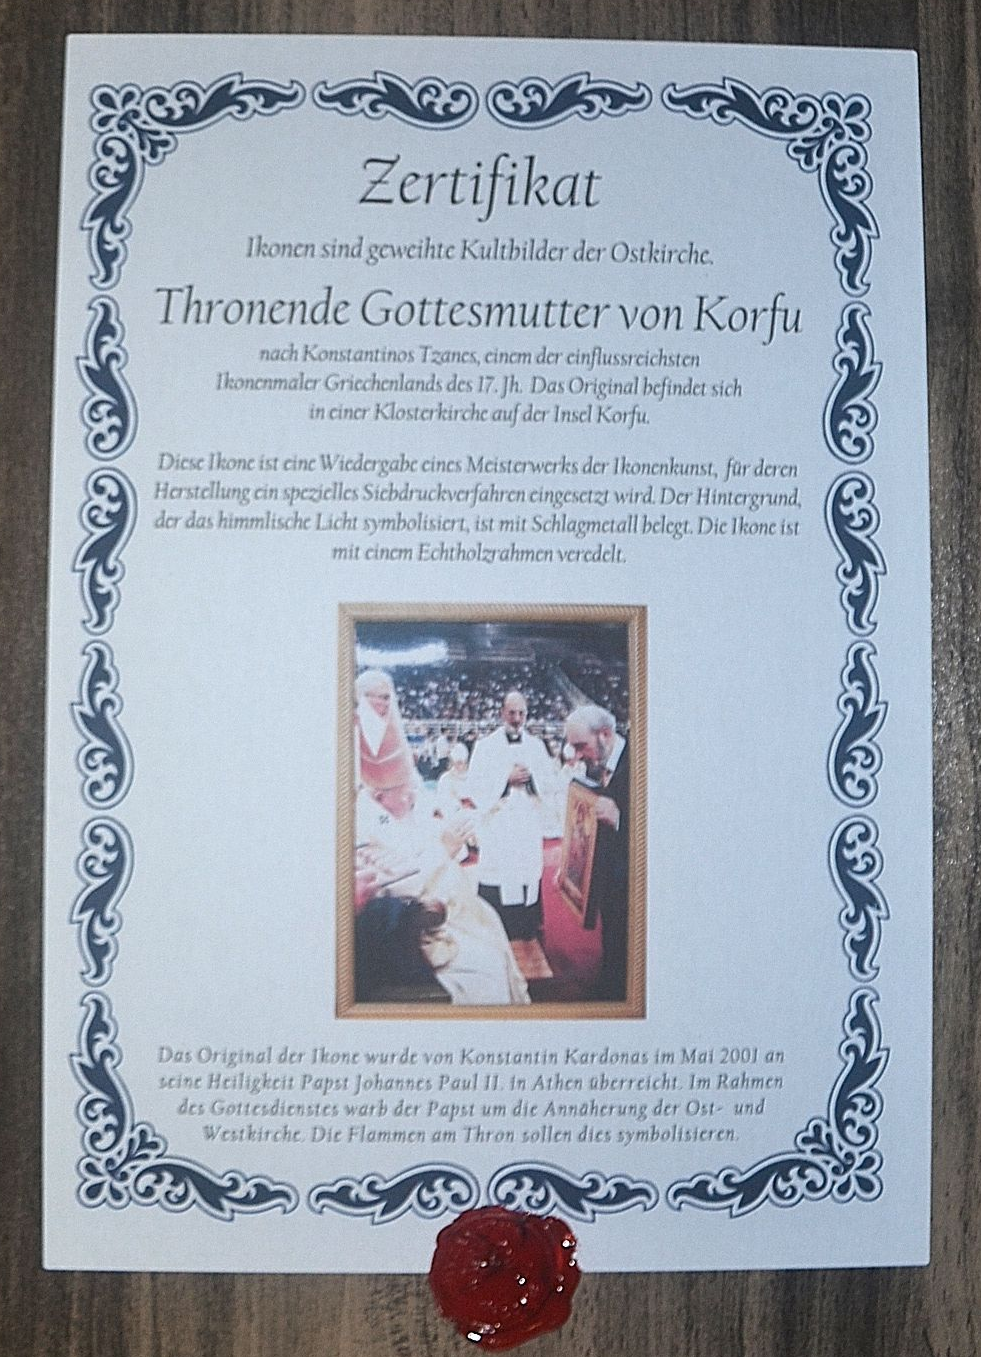 Zertifikat
Ikonen sind geweihte Kultbilder der Ostkirche.
Thronende Gottesmutter von Korfu
nach Konstantinos Tzanes, einem der einflussreichsten
Ikonenmaler Griechenlands des 17. Jh. Das Original befindet sich
in einer Klosterkirche auf der Insel Korfu.
Diese Ikone ist eine Wiedergabe eines Meisterwerks der Ikonenkunst, für deren
Herstellung ein spezielles Siebdruckverfahren eingesetzt wird. Der Hintergrund,
der das himmlische Licht symbolisiert, ist mit Schlagmetall belegt. Die Ikone ist
mit einem Echtholzrahmen veredelt.
Das Original der Ikone wurde von Konstantin Kardonas im Mai 2001 an
seine Heiligkeit Papst Johannes Paul II. in Athen überreicht. Im Rahmen
des Gottesdienstes warb der Papst um die Annäherung der Ost- und
Westkirche. Die Flammen am Thron sollen dies symbolisieren.